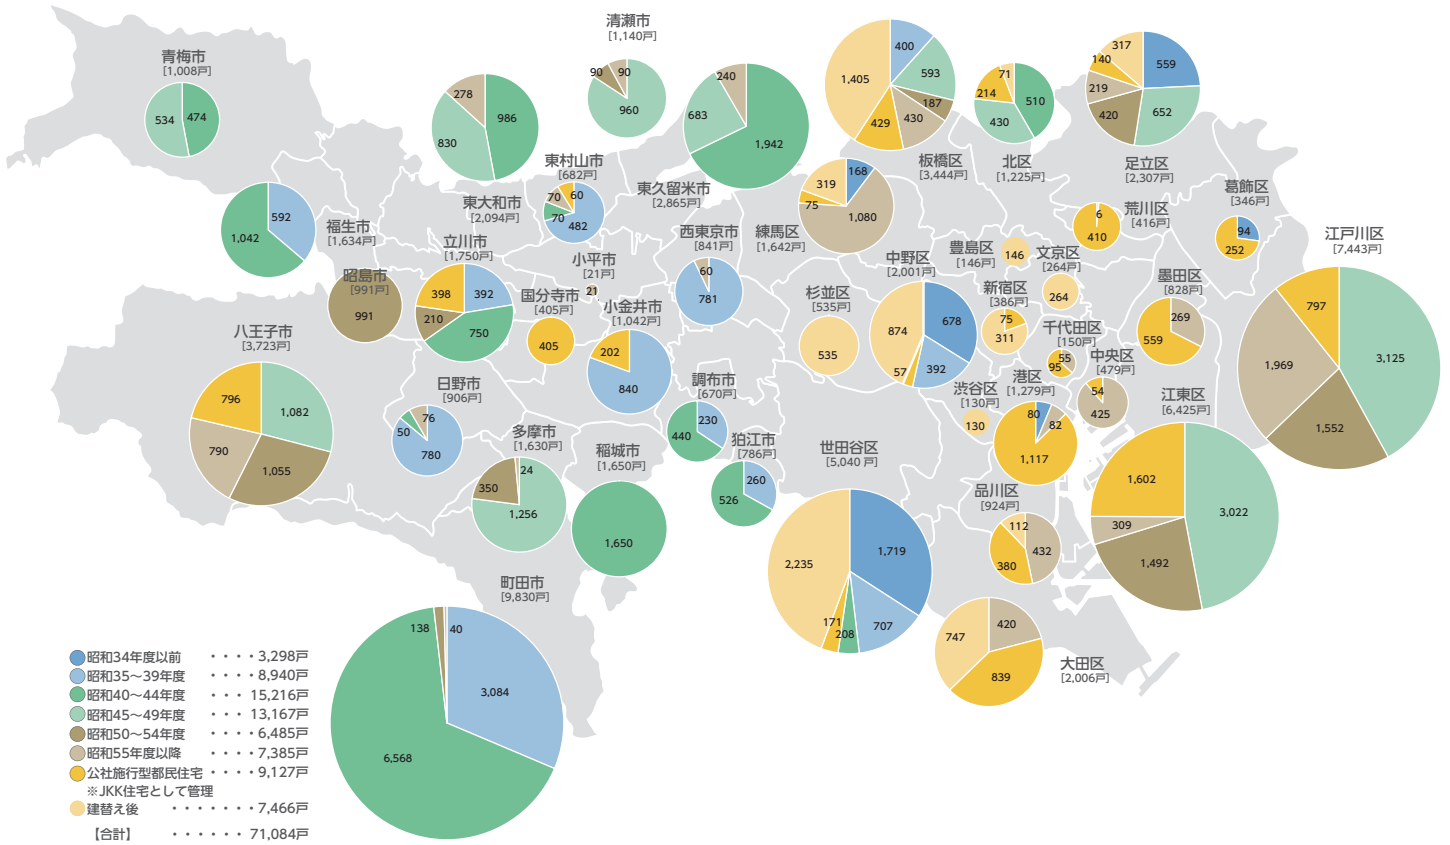 清瀬市
[1,140戸]
90
90
960
青梅市
[1,008戸]
534
474
278
986
830
東大和市
[2,094戸]
東村山市
[682戸]
60
70
70
482
240
683
1,942
東久留米市
[2,865戸]
400
1,405
593
187
429
430
板橋区
[3,444戸]
71
214
510
430
北区
[1,225戸]
317
140
559
219
420
652
足立区
[2,307戸]
葛飾区
[346戸]
94
252
592
1,042
福生市
[1,634戸]
168
319
75
1,080
練馬区
[1,642戸]
6
410
荒川区
[416戸]
江戸川区
[7,443戸]
797
1,969
3,125
1,552
立川市
[1,750戸]
398
392
210
750
昭島市
[991戸]
991
小平市
[21戸]
21
西東京市
[841戸]
60
781
中野区
[2,001戸]
874
678
57
392
豊島区
[146戸]
146
文京区
[264戸]
264
墨田区
[828戸]
269
559
国分寺市
[405戸]
405
小金井市
[1,042戸]
202
840
杉並区
[535戸]
535
新宿区
[386戸]
75
311
千代田区
[150戸]
55
95
中央区
[479戸]
54
425
八王子市
[3,723戸]
796
1,082
790
1,055
日野市
[906戸]
76
50
780
調布市
[670戸]
230
440
渋谷区
[130戸]
130
港区
[1,279戸]
80
82
1,117
江東区
[6,425戸]
1,602
3,022
309
1,492
多摩市
[1,630戸]
24
350
1,256
稲城市
[1,650戸]
1,650
狛江市
[786戸]
260
526
世田谷区
[5,040 戸]
1,719
2,235
171
208
707
品川区
[924戸]
112
432
380
町田市
[9,830戸]
138
40
3,084
6,568
420
747
839
大田区
[2,006戸]
昭和34年度以前 ・・・・ 3,298戸
昭和35～39年度 ・・・・ 8,940戸
昭和40～44年度 ・・・・ 15,216戸
昭和45～49年度 ・・・・ 13,167戸
昭和50～54年度 ・・・・ 6,485戸
昭和55年度以降 ・・・・ 7,385戸
公社施行型都民住宅 ・・・・ 9,127戸
※JKK住宅として管理
建替え後 ・・・・・・・ 7,466戸
【合計】 ・・・・・・ 71,084戸